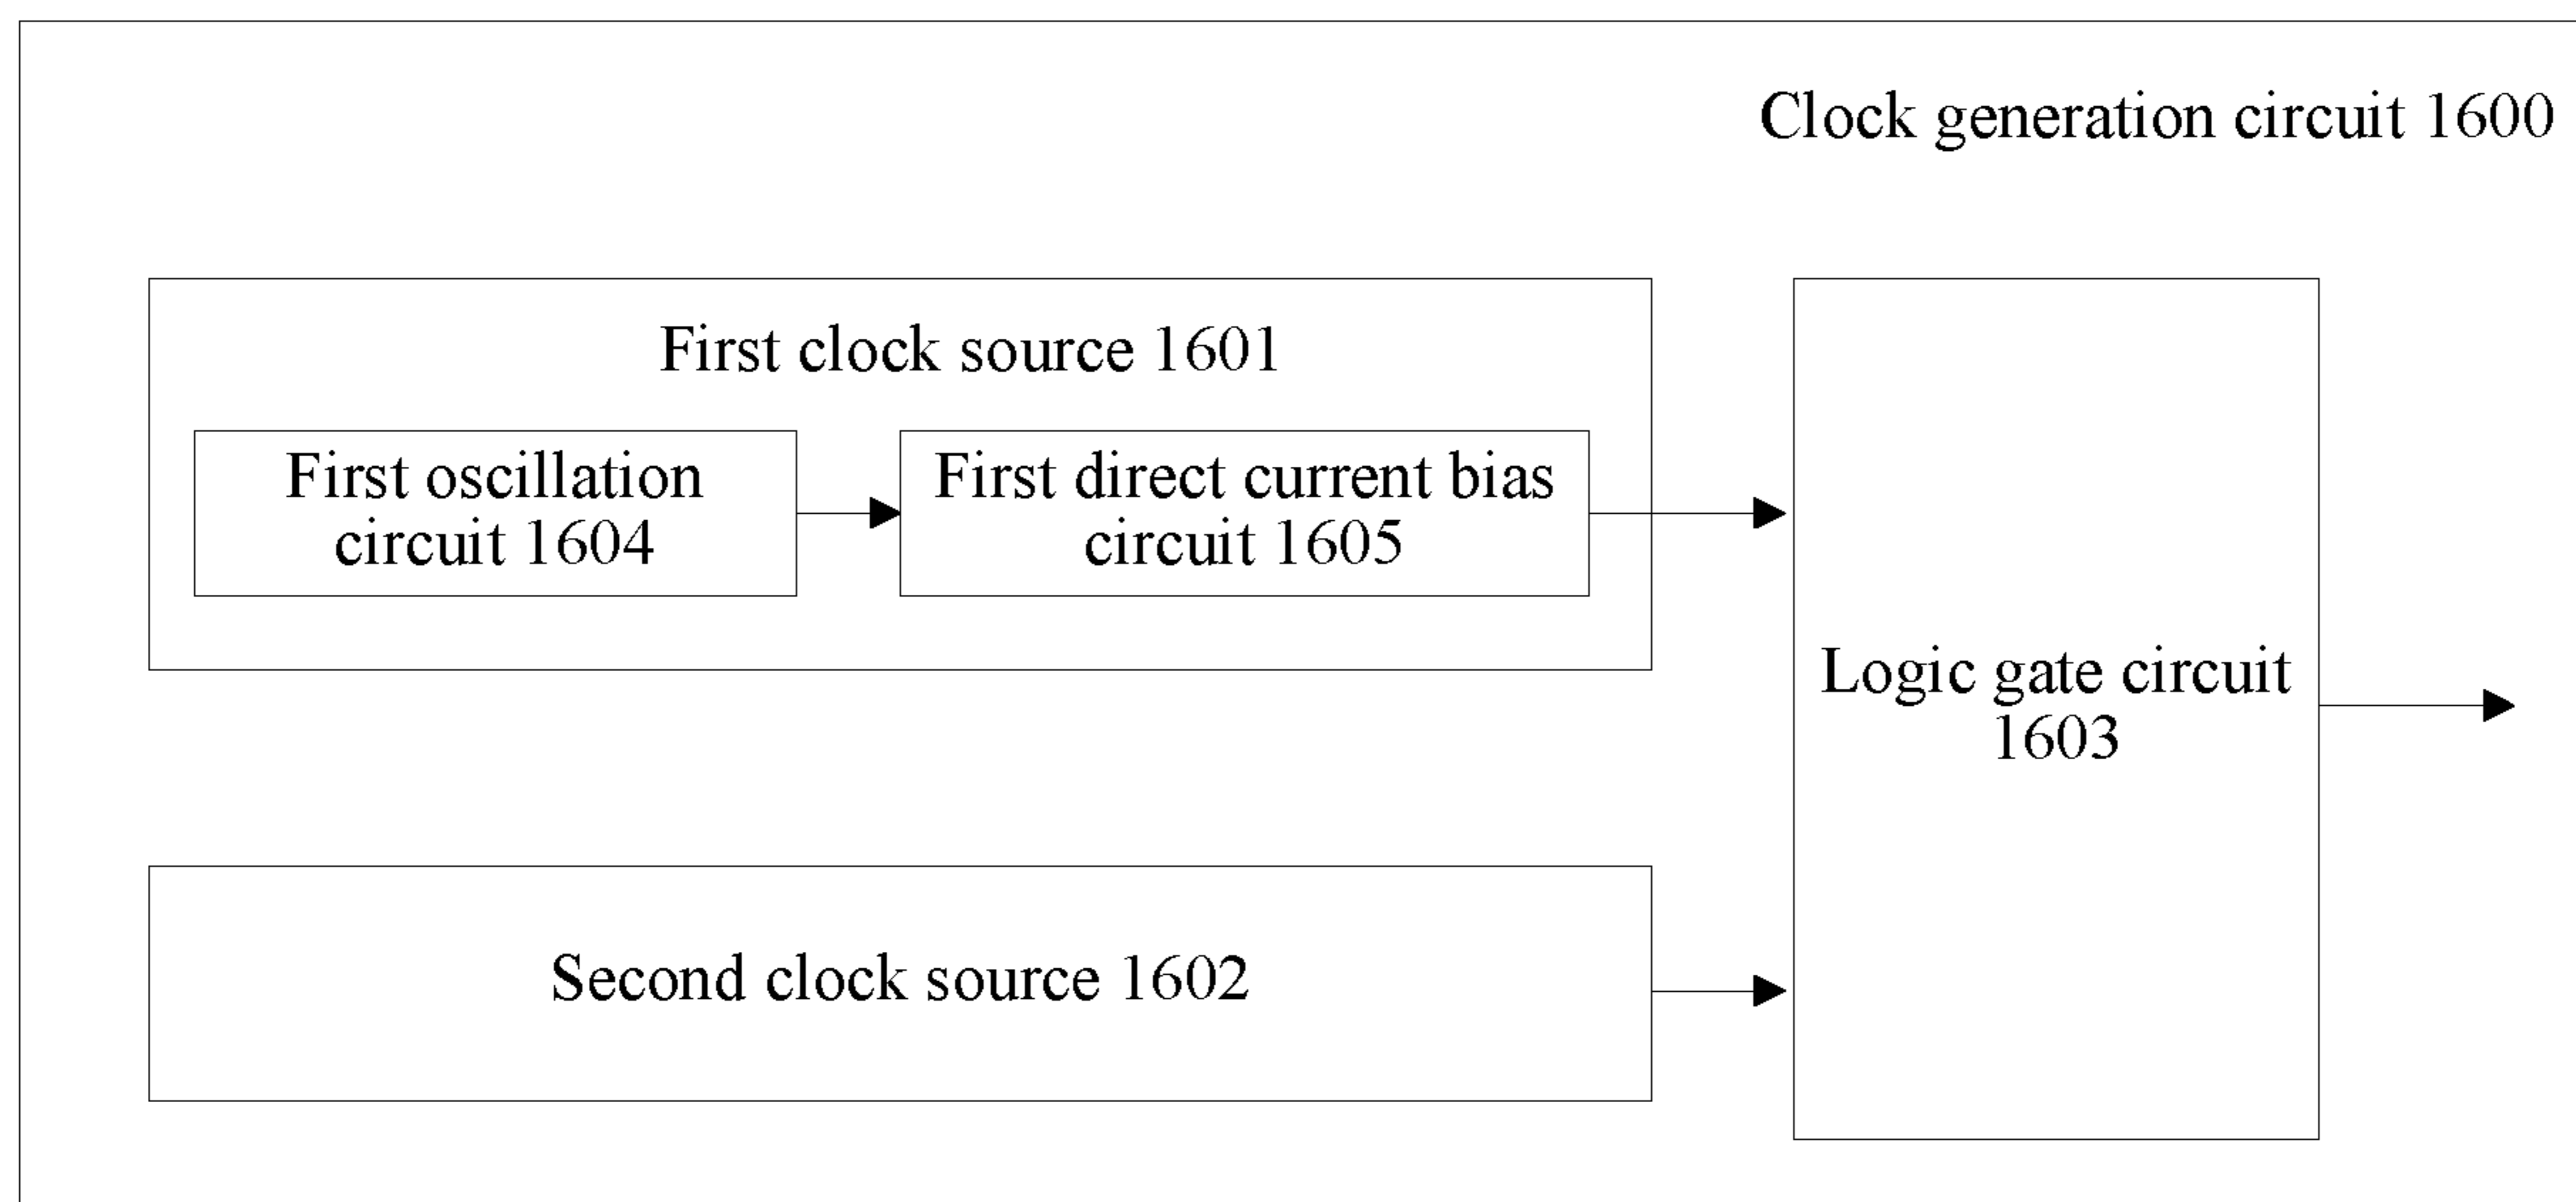 Clock generation circuit 1600
First clock source 1601
First oscillation
circuit 1604
First direct current bias
circuit 1605
Logic gate circuit
1603
Second clock source 1602